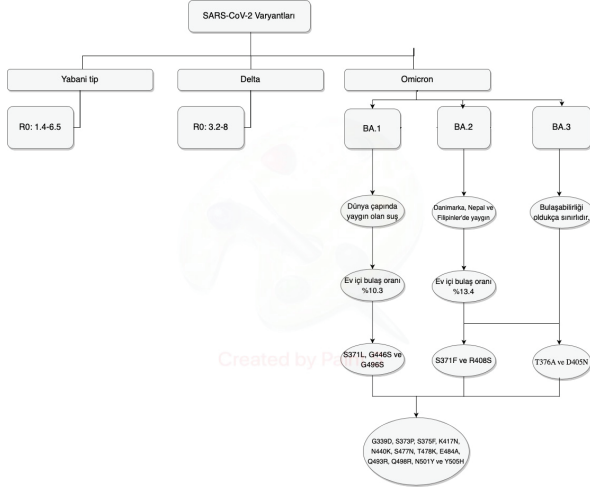 SARS-CoV-2 Varyantları
Yabani tip
Delta
Omicron
R0: 1.4-6.5
R0: 3.2-8
BA.1
BA.2
BA.3
Dünya çapında
yaygın olan suş
Danimarka, Nepal ve
Filipinler'de yaygın
Bulaşabilirliği
oldukça sınırlıdır,
Ev içi bulaş oranı
%10.3
Ev içi bulaş oranı
%13.4
S371L, G446S ve
G496S
S371F ve R408S
T376A ve D405N
G339D, S373P, S375F, K417N,
N440K, S477N, T478K, E484A,
Q493R, Q498R, N501Y ve Y505H
Created by